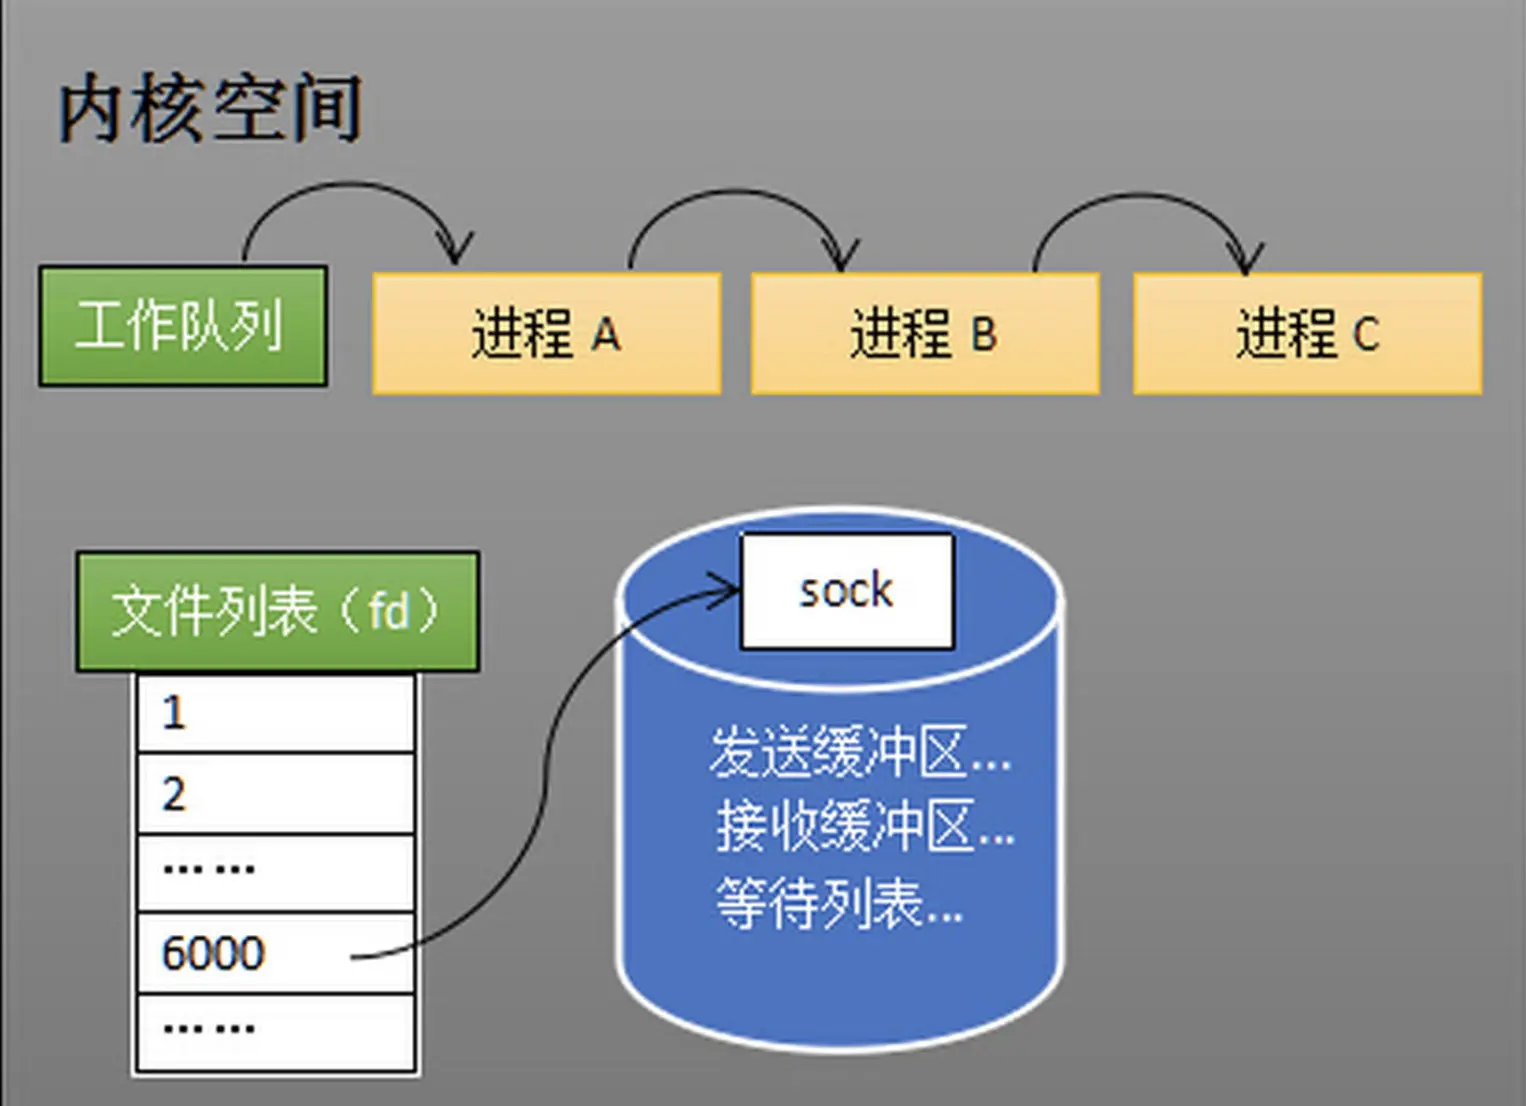 内核空间
工作队列
进程 A
进程 B
进程 C
文件列表（fd）
1
2
……
6000
……
sock
发送缓冲区...
接收缓冲区...
等待列表...